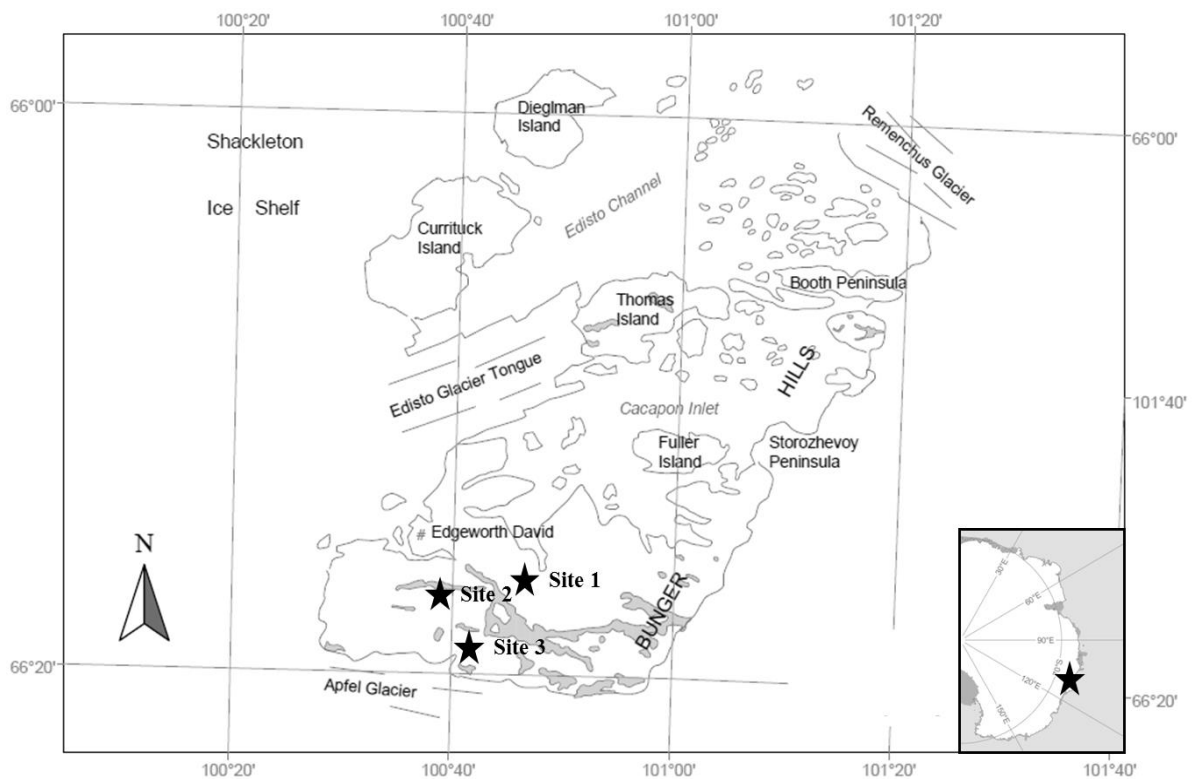 100°20'
100°40'
101°00'
101°20'
66°00'
Dieglman
Island
Remenchus Glacier
66°00'
Shackleton
Ice Shelf
Edisto Channel
Currituck
Island
Booth Peninsula
Thomas
Island
Edisto Glacier Tongue
HILLS
Cacapon Inlet
101°40'
Fuller
Island
Storozhevoy
Peninsula
# Edgeworth David
N
Site 1
Site 2
BUNGER
Site 3
66°20'
Apfel Glacier
66°20'
30°E
60°E
90°E
120°E
150°E
100°20'
100°40'
101°00'
101°20'
101°40'